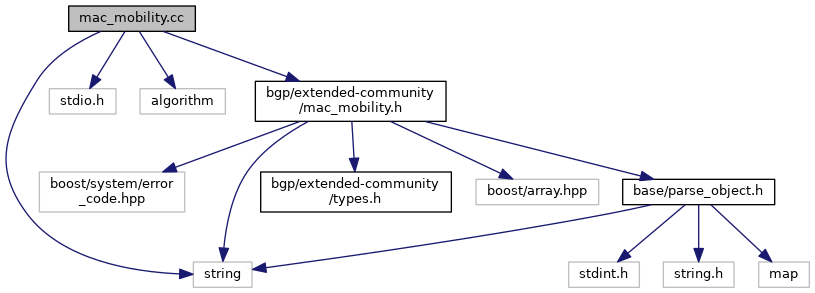 mac_mobility.cc
stdio.h
algorithm
bgp/extended-community
/mac_mobility.h
boost/system/error
_code.hpp
bgp/extended-community
/types.h
boost/array.hpp
base/parse_object.h
string
stdint.h
string.h
map